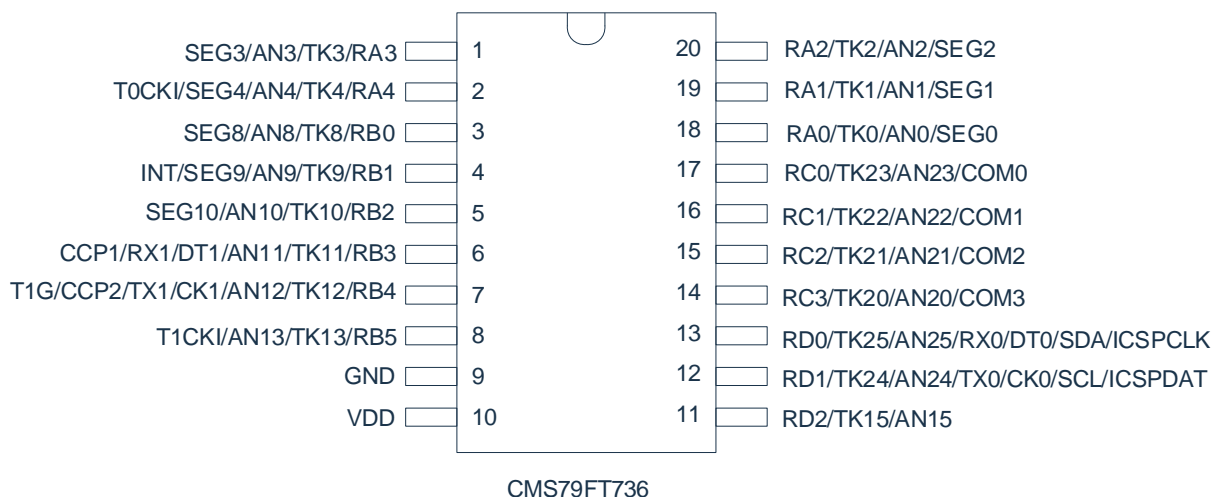 SEG3/AN3/TK3/RA3 1 20 RA2/TK2/AN2/SEG2
T0CKI/SEG4/AN4/TK4/RA4 2 19 RA1/TK1/AN1/SEG1
SEG8/AN8/TK8/RB0 3 18 RA0/TK0/AN0/SEG0
INT/SEG9/AN9/TK9/RB1 4 17 RC0/TK23/AN23/COM0
SEG10/AN10/TK10/RB2 5 16 RC1/TK22/AN22/COM1
CCP1/RX1/DT1/AN11/TK11/RB3 6 15 RC2/TK21/AN21/COM2
T1G/CCP2/TX1/CK1/AN12/TK12/RB4 7 14 RC3/TK20/AN20/COM3
T1CKI/AN13/TK13/RB5 8 13 RD0/TK25/AN25/RX0/DT0/SDA/ICSPCLK
GND 9 12 RD1/TK24/AN24/TX0/CK0/SCL/ICSPDAT
VDD 10 11 RD2/TK15/AN15
CMS79FT736